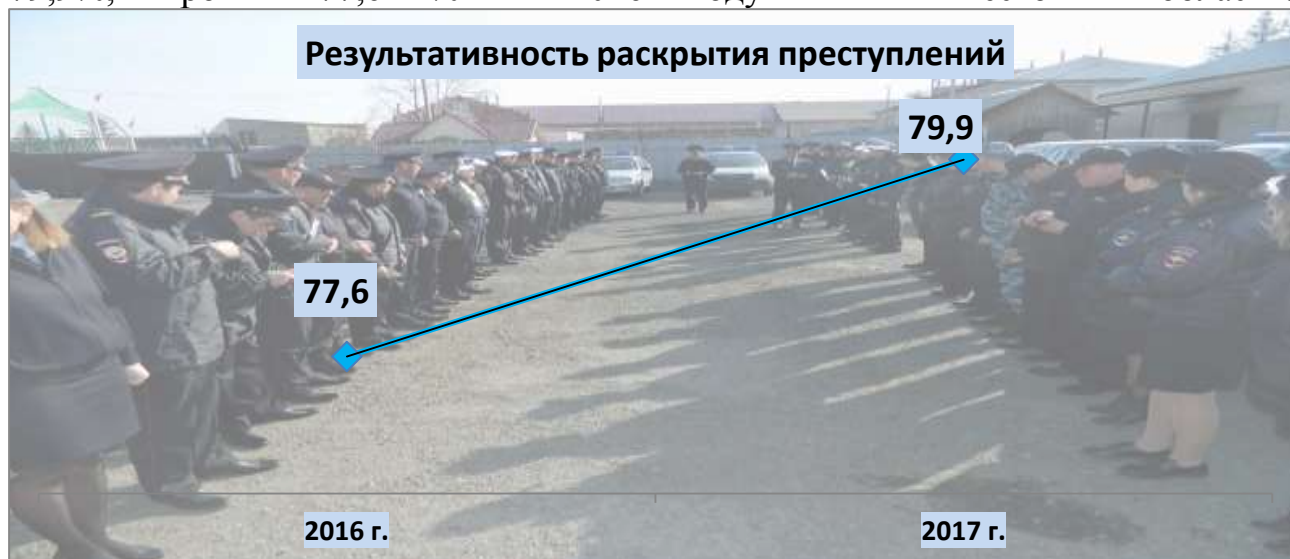 Результативность раскрытия преступлений
79,9
77,6
2016 г.
2017 г.